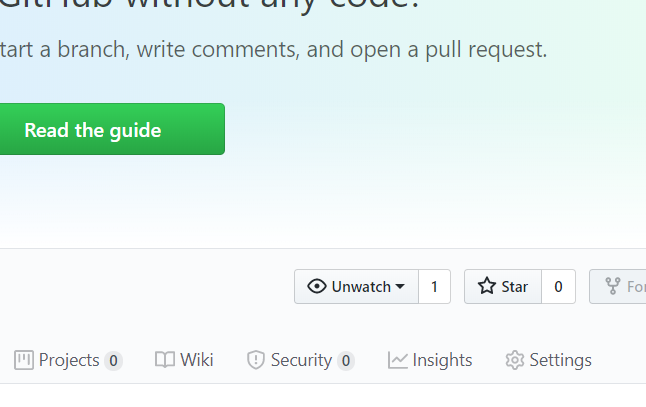 GitHub without any code?
tart a branch, write comments, and open a pull request.
Read the guide
Unwatch 1 Star 0 For
Projects 0 Wiki Security 0 Insights Settings